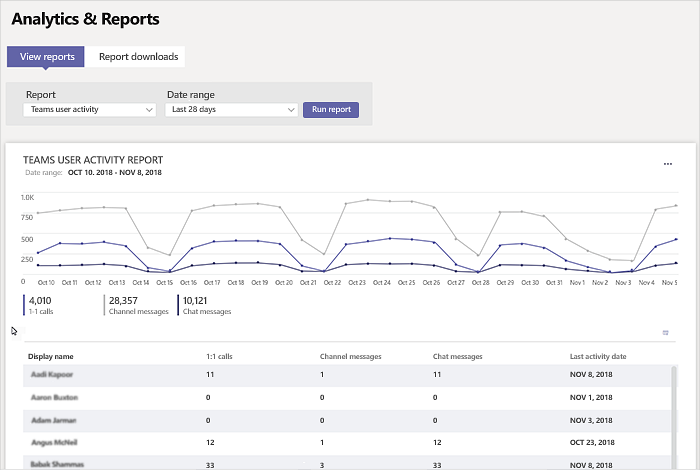 Analytics & Reports
View reports Report downloads
Report Date range
Teams user activity Last 28 days Run report
TEAMS USER ACTIVITY REPORT
Date range: OCT 10. 2018 - NOV 8, 2018
1.0K
750
500
250
0
Oct 10 Oct 11 Oct 12 Oct 13 Oct 14 Oct 15 Oct 16 Oct 17 Oct 18 Oct 19 Oct 20 Oct 21 Oct 22 Oct 23 Oct 24 Oct 25 Oct 26 Oct 27 Oct 28 Oct 29 Oct 30 Oct 31 Nov 1 Nov 2 Nov 3 Nov 4 Nov 5
4,010 28,357 10,121
1-1 calls Channel messages Chat messages
Display name 1:1 calls Channel messages Chat messages Last activity date
Aadi Kapoor 11 1 11 NOV 8, 2018
Aaron Buxton 0 0 0 NOV 1, 2018
Adam Jarman 0 0 0 NOV 3, 2018
Angus McNeil 12 1 12 OCT 23, 2018
Babak Shammas 33 3 33 NOV 8, 2018